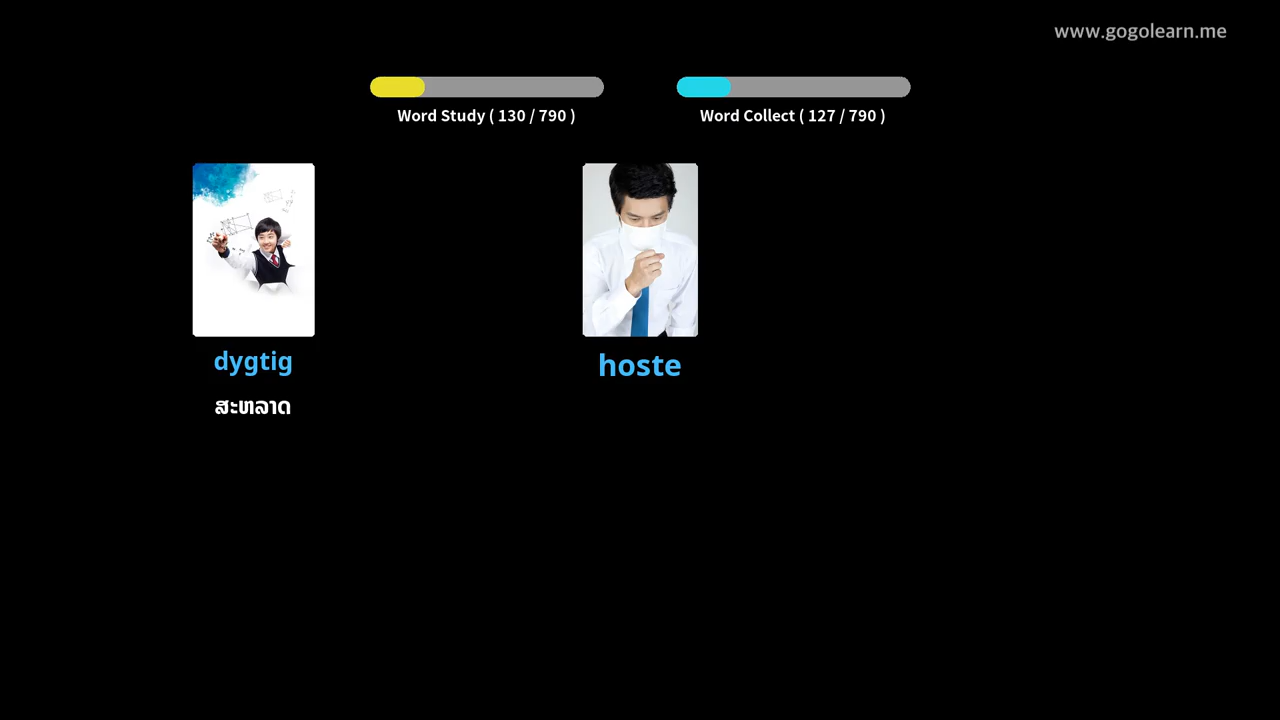 www.gogolearn.me
Word Study ( 130 / 790 )
Word Collect ( 127 / 790 )
dygtig
ສະຫລາດ
hoste